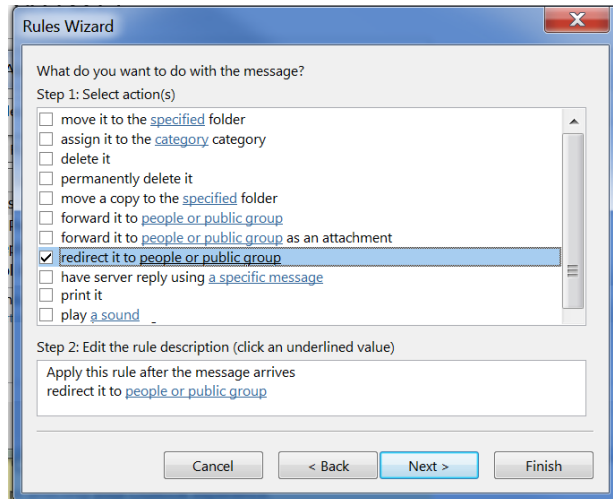 Rules Wizard
What do you want to do with the message?
Step 1: Select action(s)
move it to the specified folder
assign it to the category category
delete it
permanently delete it
move a copy to the specified folder
forward it to people or public group
forward it to people or public group as an attachment
redirect it to people or public group
have server reply using a specific message
print it
play a sound
Step 2: Edit the rule description (click an underlined value)
Apply this rule after the message arrives
redirect it to people or public group
Cancel < Back Next > Finish